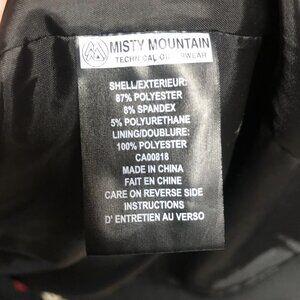 MISTY MOUNTAIN
TECHNICAL OUTERWEAR
SHELL/EXTERIEUR:
87% POLYESTER
8% SPANDEX
5% POLYURETHANE
LINING/DOUBLURE:
100% POLYESTER
CA00818
MADE IN CHINA
FAIT EN CHINE
CARE ON REVERSE SIDE
INSTRUCTIONS
D' ENTRETIEN AU VERSO